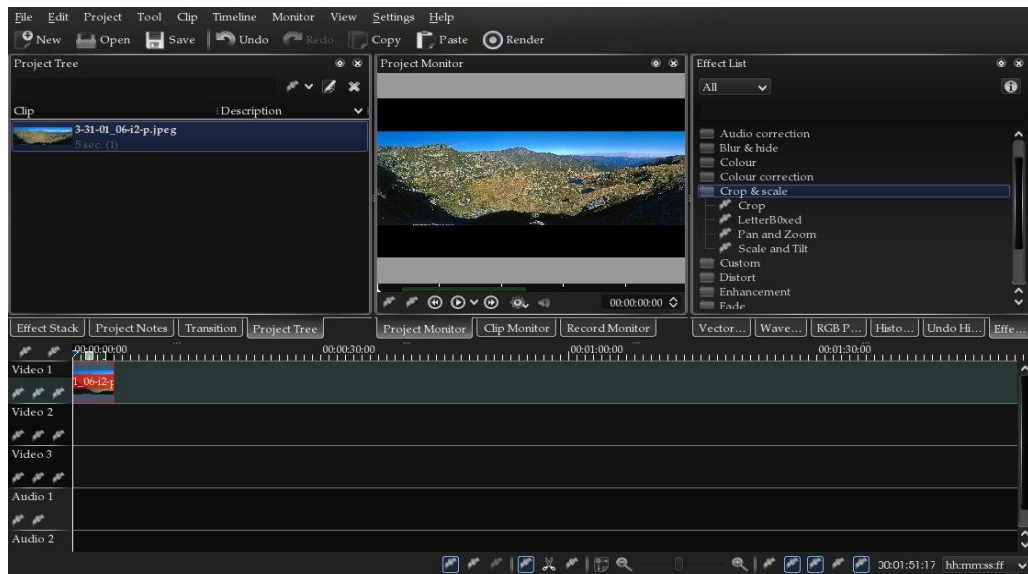 File Edit Project Tool Clip Timeline Monitor View Settings Help
New Open Save Undo Redo Copy Paste Render
Project Tree
Clip Description
3-31-01_06-i2-p.jpeg
5 sec. (1)
Project Monitor
00:00:00:00
Effect List
All
Audio correction
Blur & hide
Colour
Colour correction
Crop & scale
Crop
LetterB0xed
Pan and Zoom
Scale and Tilt
Custom
Distort
Enhancement
Fade
Effect Stack Project Notes Transition Project Tree
Project Monitor Clip Monitor Record Monitor
Vector... Wave... RGB P... Histo... Undo Hi... Effe...
00:00:00:00 00:00:30:00 00:01:00:00 00:01:30:00
Video 1
1_06-i2-p
Video 2
Video 3
Audio 1
Audio 2
00:01:51:17 hh:mm:ss:ff